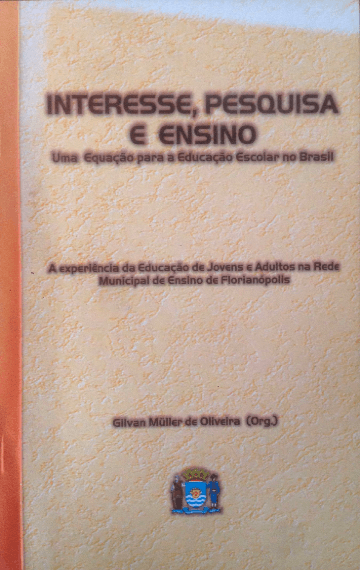 INTERESSE, PESQUISA
E ENSINO
Uma Equação para a Educação Escolar no Brasil
A experiência da Educação de Jovens e Adultos na Rede
Municipal de Ensino de Florianópolis
Gilvan Müller de Oliveira (Org.)